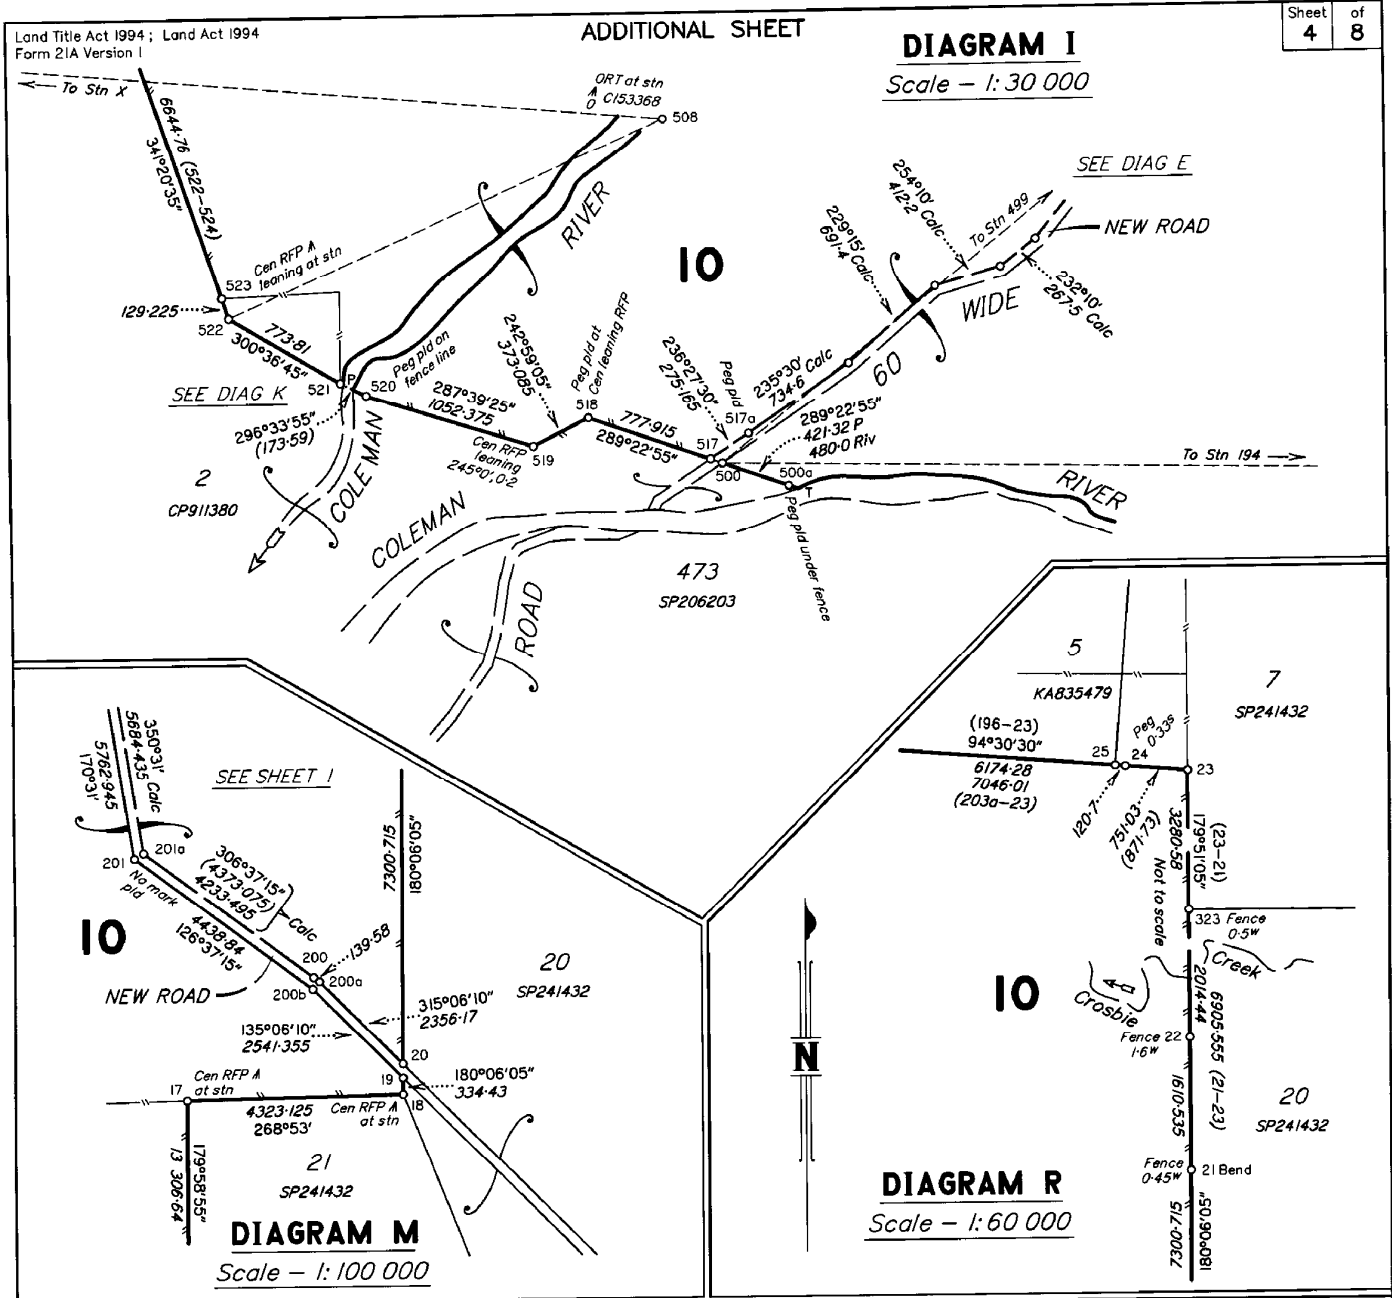 Land Title Act 1994 ; Land Act 1994
Form 21A Version 1
ADDITIONAL SHEET
Sheet 4 of 8
DIAGRAM I
Scale – 1: 30 000
To Stn X
ORT at stn
O C153368
508
6644·76 (522–524)
341°20'35"
SEE DIAG E
254°10' Calc
412·2
To Stn 499
NEW ROAD
229°15' Calc
691·4
232°10'
267·5 Calc
RIVER
10
WIDE
60
523
Cen RFP
leaning at stn
129·225
522
773·81
300°36'45"
Peg pld on
fence line
242°59'05"
373·085
Peg pld at
Cen leaning RFP
236°27'30"
275·165
Peg pld
235°30'
734·6 Calc
521
P
520
SEE DIAG K
287°39'25"
1052·375
518
777·915
289°22'55"
517a
517
289°22'55"
421·32 P
480·0 Riv
296°33'55"
(173·59)
Cen RFP
leaning
245°0', 0·2
519
500
500a
T
To Stn 194
2
CP911380
COLEMAN
COLEMAN
RIVER
Peg pld under fence
473
SP206203
ROAD
5
KA835479
7
SP241432
(196–23)
94°30'30"
6174·28
7046·01
(203a–23)
Peg
0·33s
25
24
23
120·7
751·03
(871·73)
(23–21)
179°51'05"
3280·58
Not to scale
323
Fence
0·5w
Creek
Crosbie
10
2014·44
6905·555 (21–23)
Fence
1·6w
22
1610·535
20
SP241432
Fence
0·45w
21 Bend
180°06'05"
7300·715
DIAGRAM R
Scale – 1: 60 000
N
350°31'
5684·435 Calc
5762·945
170°31'
SEE SHEET 1
201
201a
No mark
pld
306°37'15"
(4373·075)
4233·495
Calc
7300·715
180°06'05"
10
4438·84
126°37'15"
139·58
200
200a
200b
NEW ROAD
20
SP241432
315°06'10"
2356·17
135°06'10"
2541·355
20
19
180°06'05"
334·43
17
Cen RFP
at stn
4323·125
268°53'
Cen RFP
at stn
18
21
SP241432
179°58'55"
13 306·64
DIAGRAM M
Scale – 1: 100 000